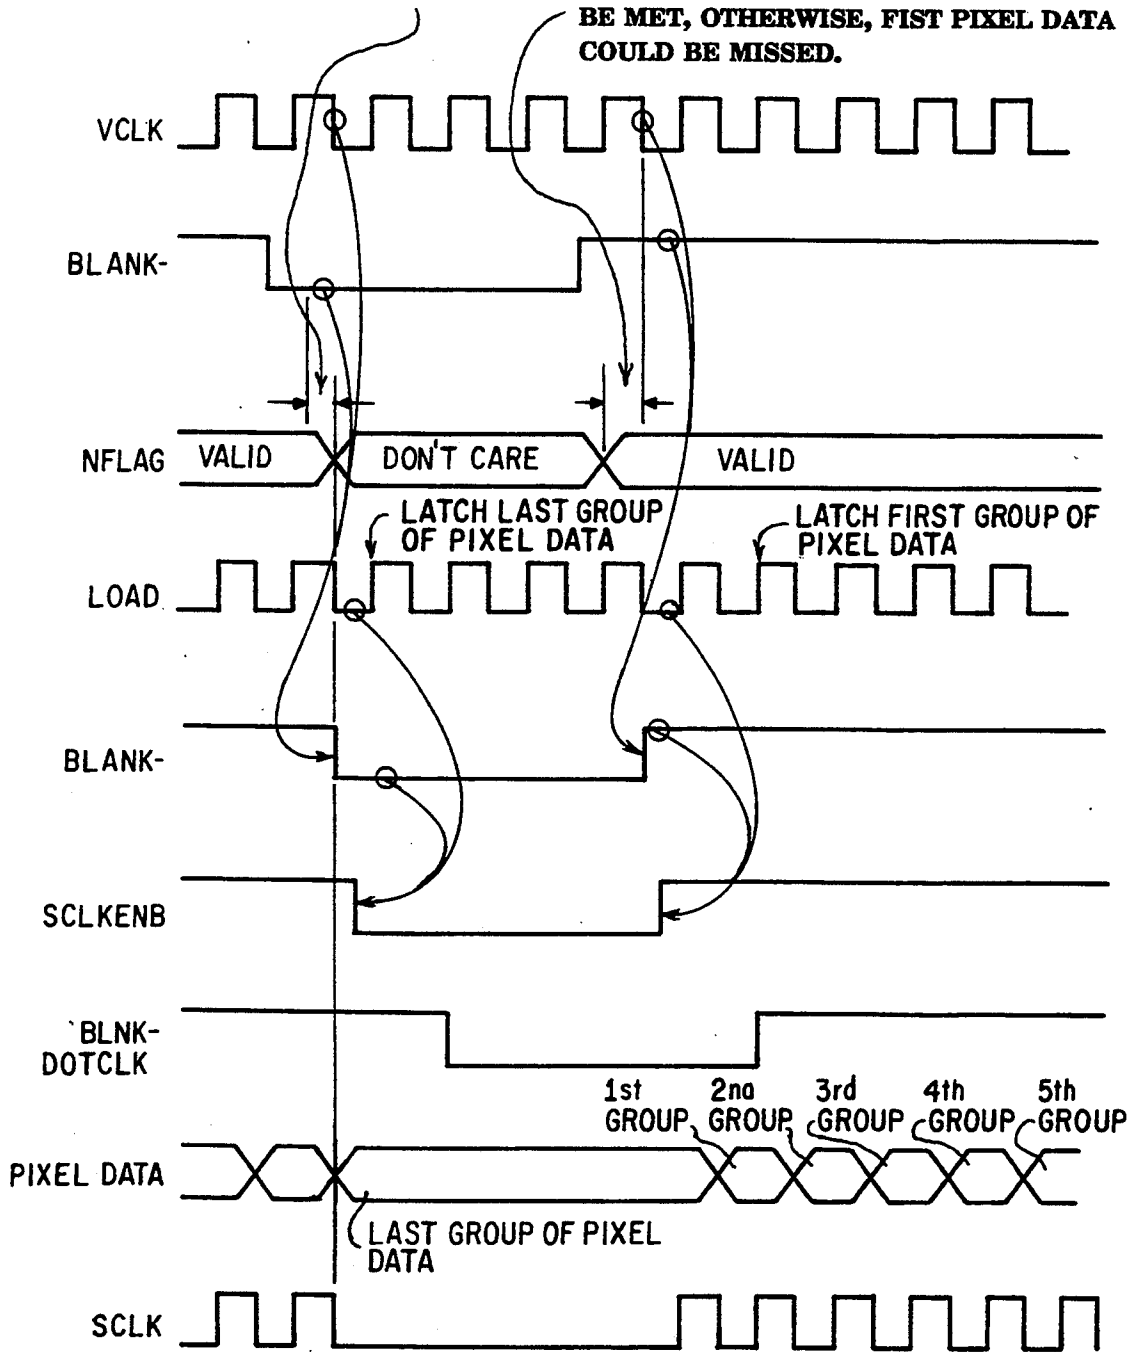 BE MET, OTHERWISE, FIST PIXEL DATA
COULD BE MISSED.
VCLK
BLANK-
NFLAG
VALID
DON'T CARE
VALID
LATCH LAST GROUP
OF PIXEL DATA
LATCH FIRST GROUP OF
PIXEL DATA
LOAD
BLANK-
SCLKENB
BLNK-
DOTCLK
1st
GROUP
2na
GROUP
3rd
GROUP
4th
GROUP
5th
GROUP
PIXEL DATA
LAST GROUP OF PIXEL
DATA
SCLK